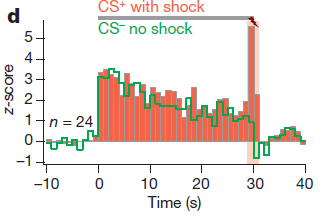 d
CS+ with shock
CS− no shock
z-score
5
4
3
2
1
0
−1
n = 24
−10
0
10
20
30
40
Time (s)